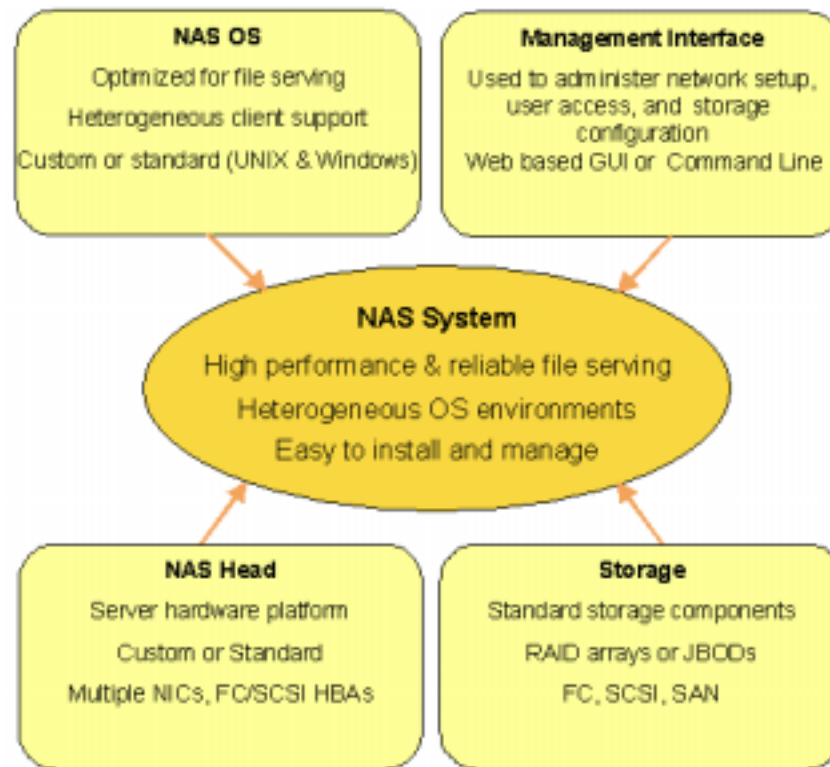 NAS OS
Optimized for file serving
Heterogeneous client support
Custom or standard (UNIX & Windows)
Management Interface
Used to administer network setup,
user access, and storage
configuration
Web based GUI or Command Line
NAS System
High performance & reliable file serving
Heterogeneous OS environments
Easy to install and manage
NAS Head
Server hardware platform
Custom or Standard
Multiple NICs, FC/SCSI HBAs
Storage
Standard storage components
RAID arrays or JBODs
FC, SCSI, SAN